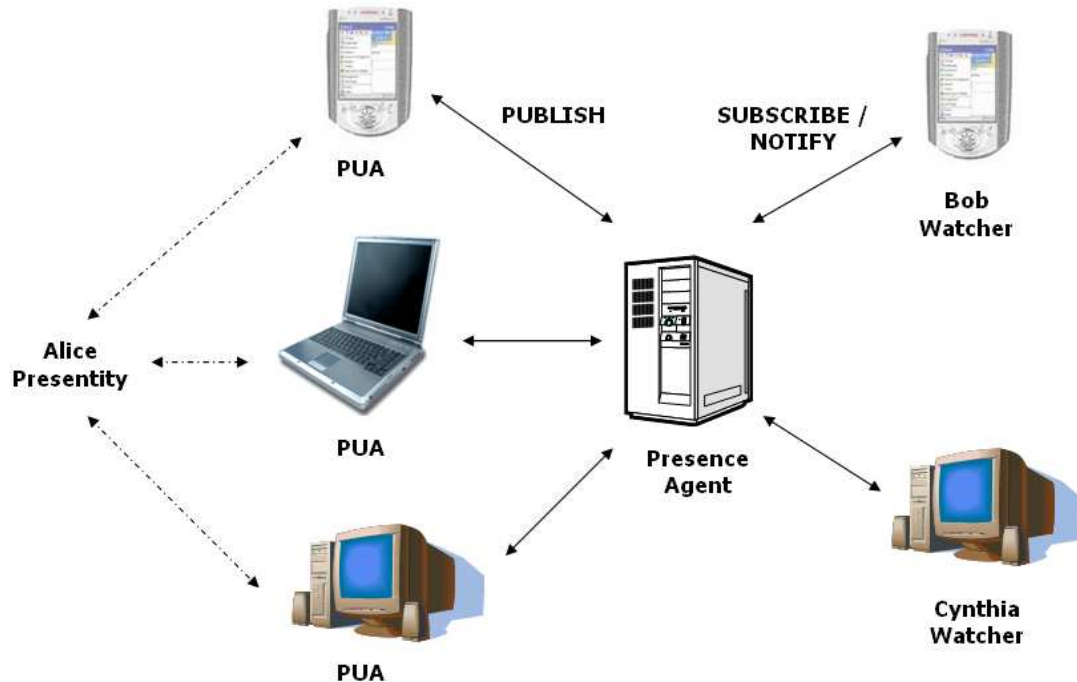 PUBLISH
SUBSCRIBE /
NOTIFY
PUA
Bob
Watcher
Alice
Presentity
PUA
Presence
Agent
Cynthia
Watcher
PUA